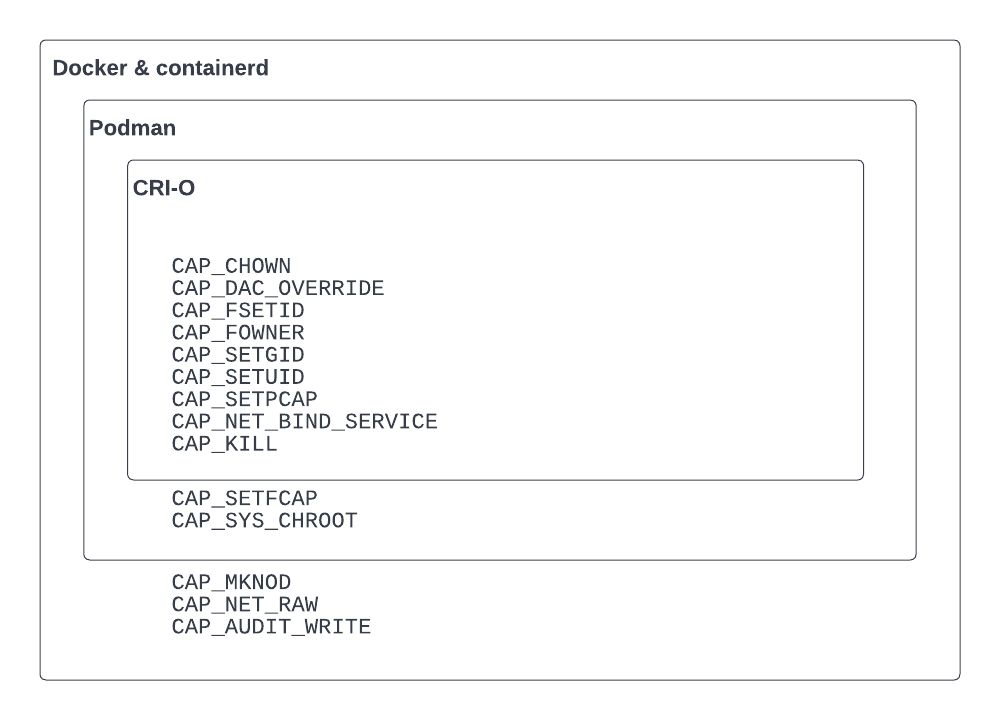 Docker & containerd
Podman
CRI-O
CAP_CHOWN
CAP_DAC_OVERRIDE
CAP_FSETID
CAP_FOWNER
CAP_SETGID
CAP_SETUID
CAP_SETPCAP
CAP_NET_BIND_SERVICE
CAP_KILL
CAP_SETFCAP
CAP_SYS_CHROOT
CAP_MKNOD
CAP_NET_RAW
CAP_AUDIT_WRITE